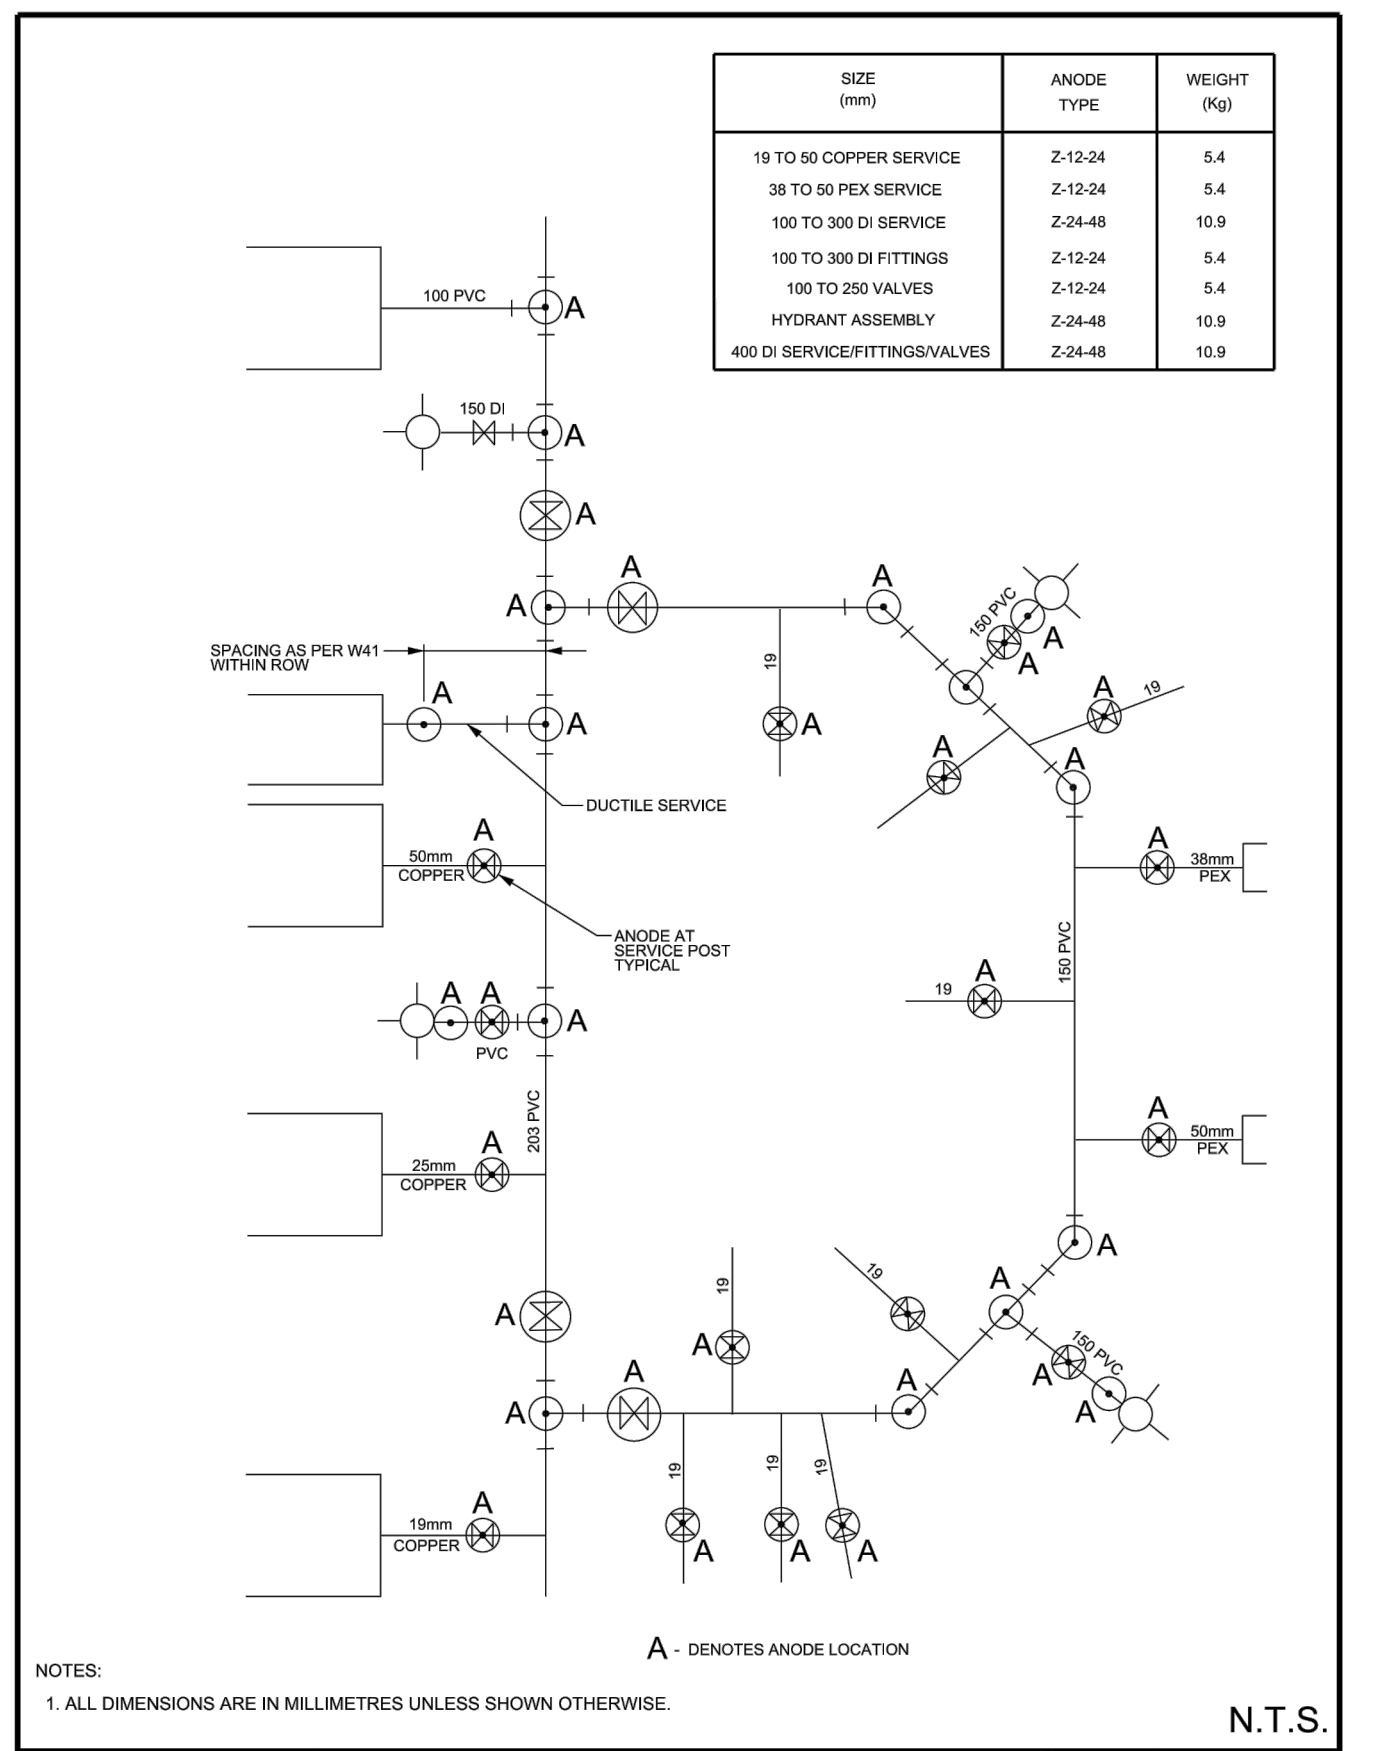 SIZE
(mm)
ANODE
TYPE
WEIGHT
(Kg)
19 TO 50 COPPER SERVICE Z-12-24 5.4
38 TO 50 PEX SERVICE Z-12-24 5.4
100 TO 300 DI SERVICE Z-24-48 10.9
100 TO 300 DI FITTINGS Z-12-24 5.4
100 TO 250 VALVES Z-12-24 5.4
HYDRANT ASSEMBLY Z-24-48 10.9
400 DI SERVICE/FITTINGS/VALVES Z-24-48 10.9
100 PVC
A
150 DI
A
A
A
A
A
150 PVC
A
A
SPACING AS PER W41
WITHIN ROW
19
A
A
A
A
19
A
A
DUCTILE SERVICE
A
50mm
COPPER
A
38mm
PEX
ANODE AT
SERVICE POST
TYPICAL
150 PVC
A
19
A
A
A
PVC
203 PVC
A
25mm
COPPER
A
50mm
PEX
A
A
19
19
A
A
150 PVC
A
A
A
A
A
A
19
19
19
A
A
A
A
19mm
COPPER
A - DENOTES ANODE LOCATION
NOTES:
1. ALL DIMENSIONS ARE IN MILLIMETRES UNLESS SHOWN OTHERWISE.
N.T.S.